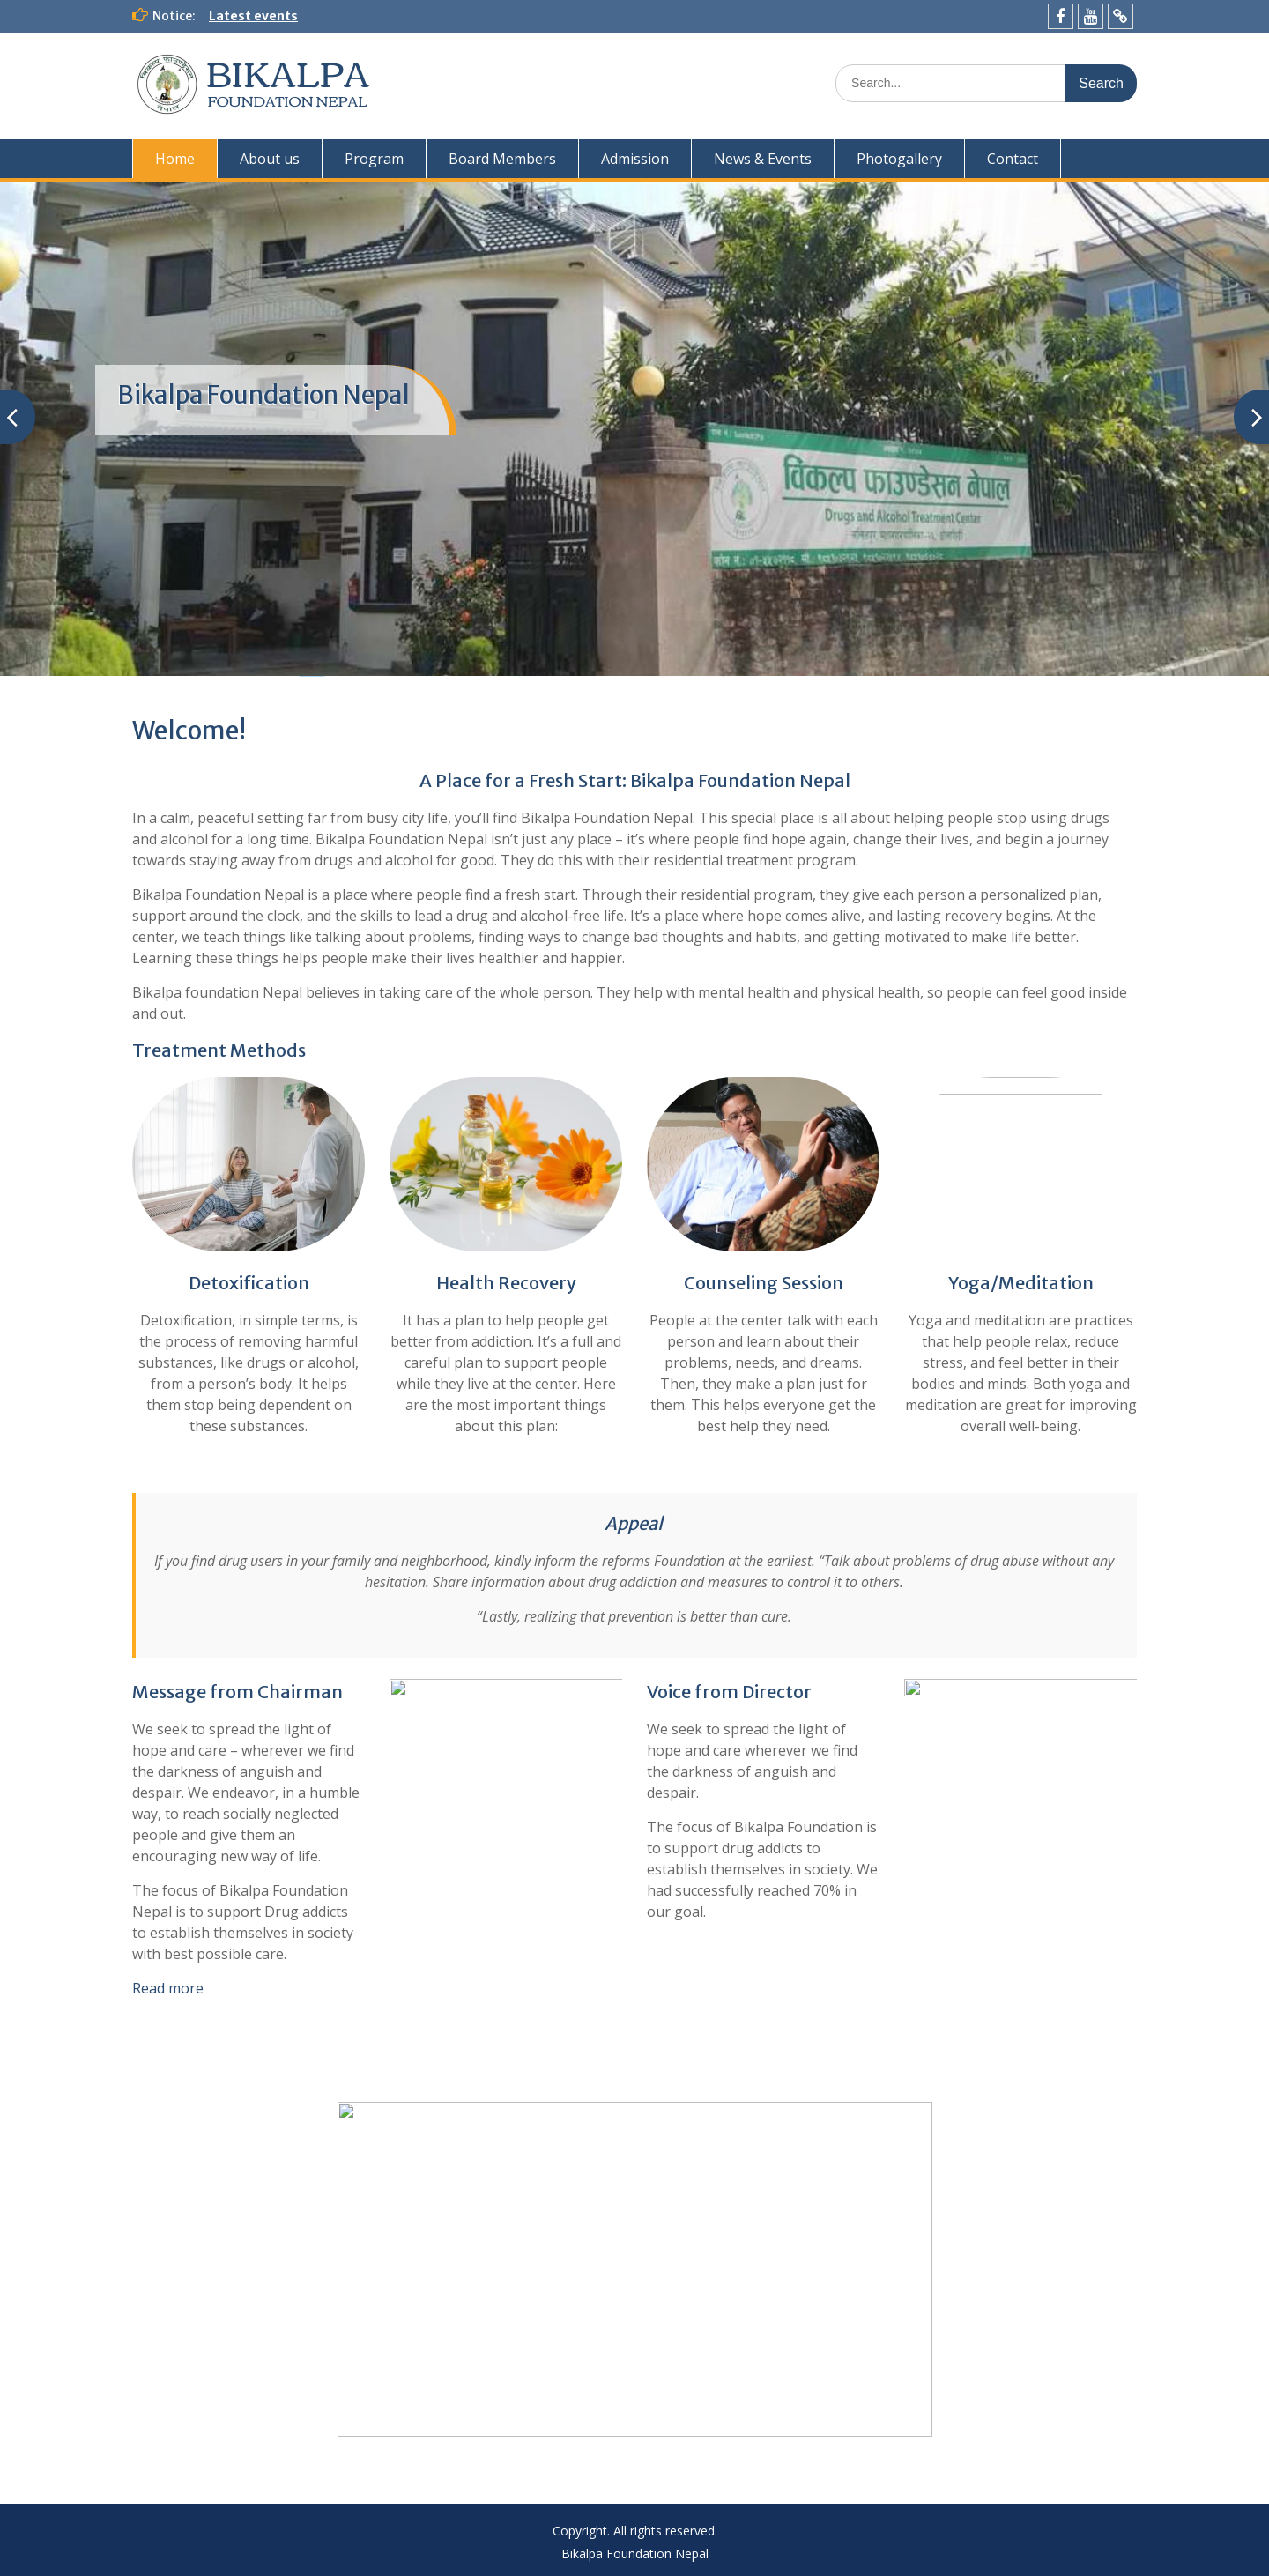 Notice: Latest events
BIKALPA
FOUNDATION NEPAL
Search...
Search
Home
About us
Program
Board Members
Admission
News & Events
Photogallery
Contact
Bikalpa Foundation Nepal
विकल्प फाउण्डेसन नेपाल
Drugs and Alcohol Treatment Center
Welcome!
A Place for a Fresh Start: Bikalpa Foundation Nepal
In a calm, peaceful setting far from busy city life, you’ll find Bikalpa Foundation Nepal. This special place is all about helping people stop using drugs
and alcohol for a long time. Bikalpa Foundation Nepal isn’t just any place – it’s where people find hope again, change their lives, and begin a journey
towards staying away from drugs and alcohol for good. They do this with their residential treatment program.
Bikalpa Foundation Nepal is a place where people find a fresh start. Through their residential program, they give each person a personalized plan,
support around the clock, and the skills to lead a drug and alcohol-free life. It’s a place where hope comes alive, and lasting recovery begins. At the
center, we teach things like talking about problems, finding ways to change bad thoughts and habits, and getting motivated to make life better.
Learning these things helps people make their lives healthier and happier.
Bikalpa foundation Nepal believes in taking care of the whole person. They help with mental health and physical health, so people can feel good inside
and out.
Treatment Methods
Detoxification
Detoxification, in simple terms, is
the process of removing harmful
substances, like drugs or alcohol,
from a person’s body. It helps
them stop being dependent on
these substances.
Health Recovery
It has a plan to help people get
better from addiction. It’s a full and
careful plan to support people
while they live at the center. Here
are the most important things
about this plan:
Counseling Session
People at the center talk with each
person and learn about their
problems, needs, and dreams.
Then, they make a plan just for
them. This helps everyone get the
best help they need.
Yoga/Meditation
Yoga and meditation are practices
that help people relax, reduce
stress, and feel better in their
bodies and minds. Both yoga and
meditation are great for improving
overall well-being.
Appeal
If you find drug users in your family and neighborhood, kindly inform the reforms Foundation at the earliest. “Talk about problems of drug abuse without any
hesitation. Share information about drug addiction and measures to control it to others.
“Lastly, realizing that prevention is better than cure.
Message from Chairman
We seek to spread the light of
hope and care – wherever we find
the darkness of anguish and
despair. We endeavor, in a humble
way, to reach socially neglected
people and give them an
encouraging new way of life.
The focus of Bikalpa Foundation
Nepal is to support Drug addicts
to establish themselves in society
with best possible care.
Read more
Voice from Director
We seek to spread the light of
hope and care wherever we find
the darkness of anguish and
despair.
The focus of Bikalpa Foundation is
to support drug addicts to
establish themselves in society. We
had successfully reached 70% in
our goal.
Copyright. All rights reserved.
Bikalpa Foundation Nepal